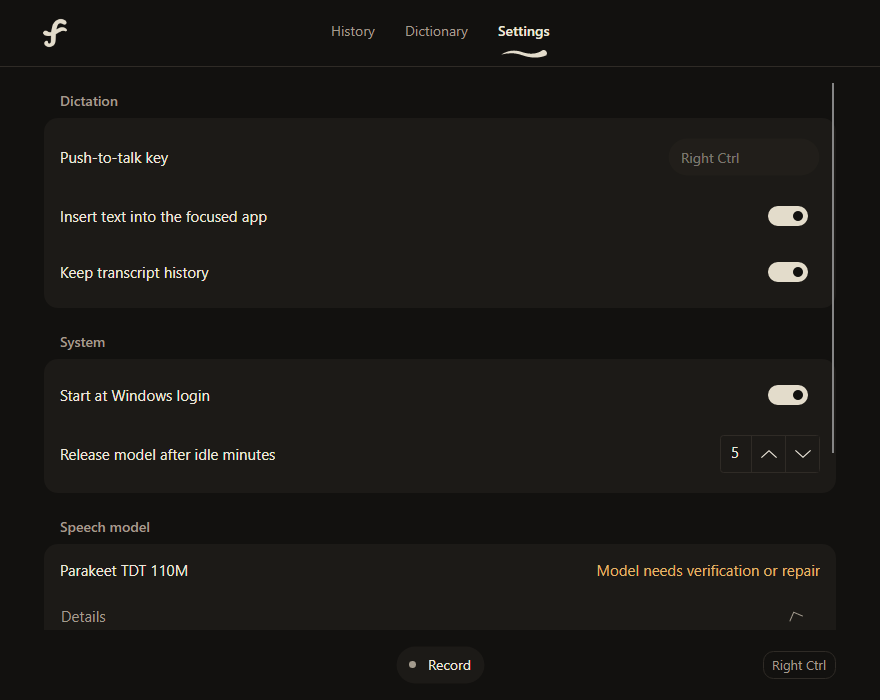 History Dictionary Settings
Dictation
Push-to-talk key Right Ctrl
Insert text into the focused app
Keep transcript history
System
Start at Windows login
Release model after idle minutes 5
Speech model
Parakeet TDT 110M Model needs verification or repair
Details
Record Right Ctrl